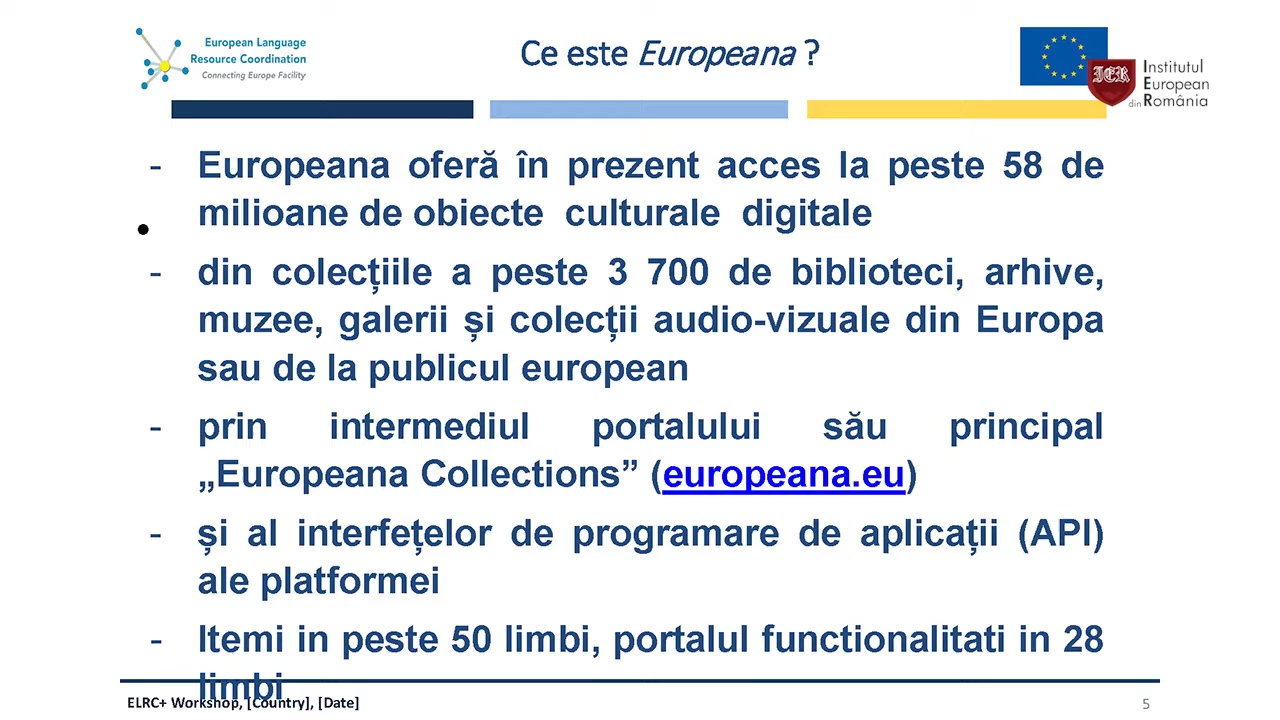 European Language
Resource Coordination
Connecting Europe Facility
Ce este Europeana ?
IER
Institutul
European
din România
- Europeana oferă în prezent acces la peste 58 de
milioane de obiecte culturale digitale
•
- din colecțiile a peste 3 700 de biblioteci, arhive,
muzee, galerii și colecții audio-vizuale din Europa
sau de la publicul european
- prin intermediul portalului său principal
„Europeana Collections” (europeana.eu)
- și al interfețelor de programare de aplicații (API)
ale platformei
- Itemi in peste 50 limbi, portalul functionalitati in 28
limbi
ELRC+ Workshop, [Country], [Date]
5